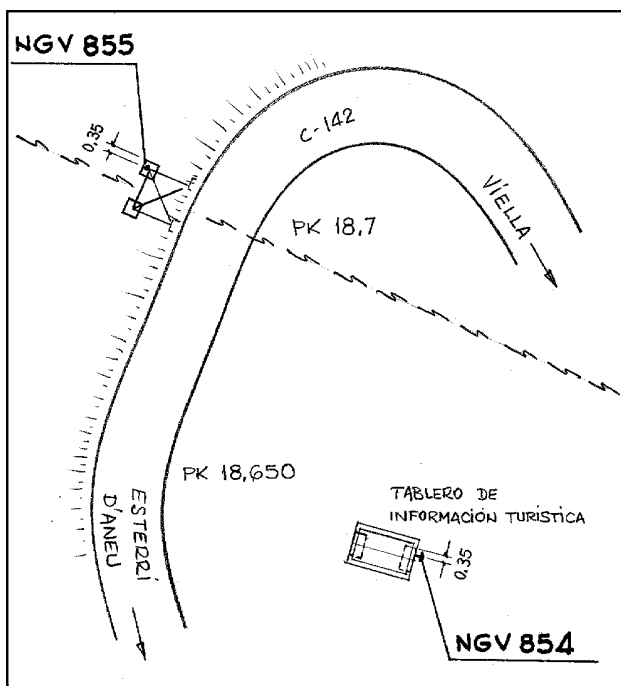 NGV 855
0,35
C-142
VIELLA
PK 18,7
PK 18,650
ESTERRÍ
D'ANEU
TABLERO DE
INFORMACIÓN TURÍSTICA
0,35
NGV 854